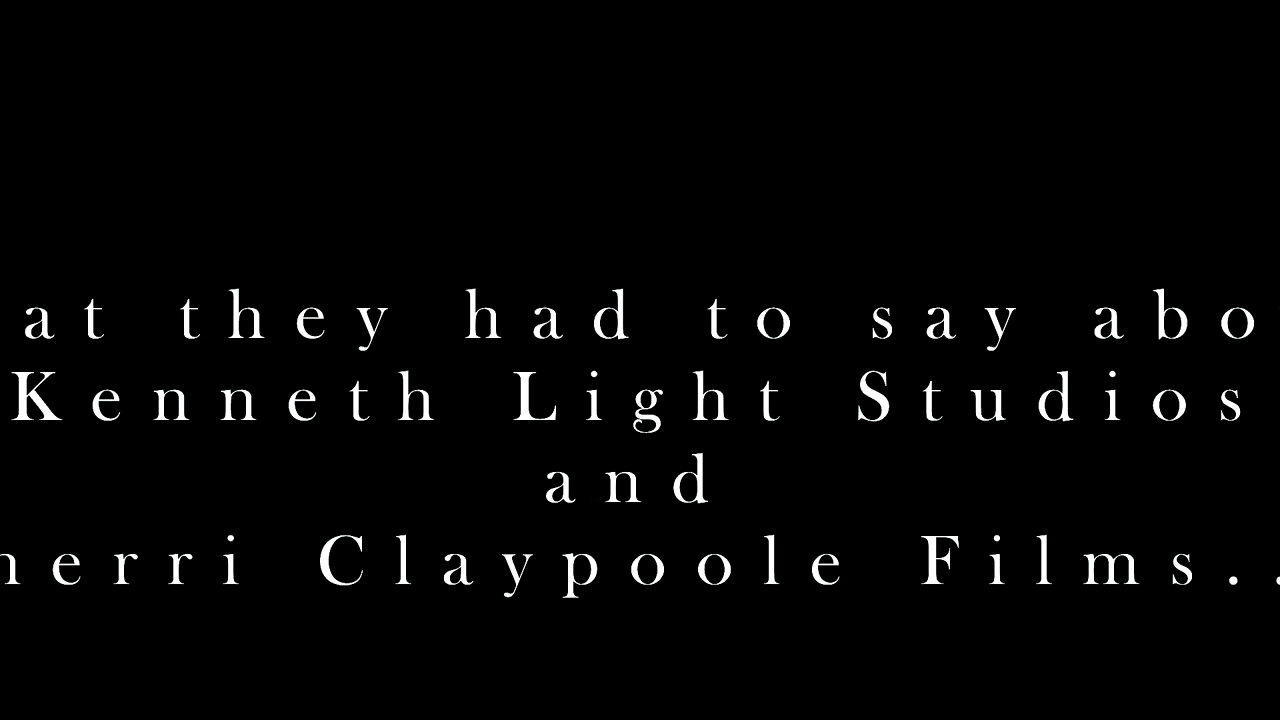 at they had to say abo
Kenneth Light Studios
and
herri Claypoole Films..